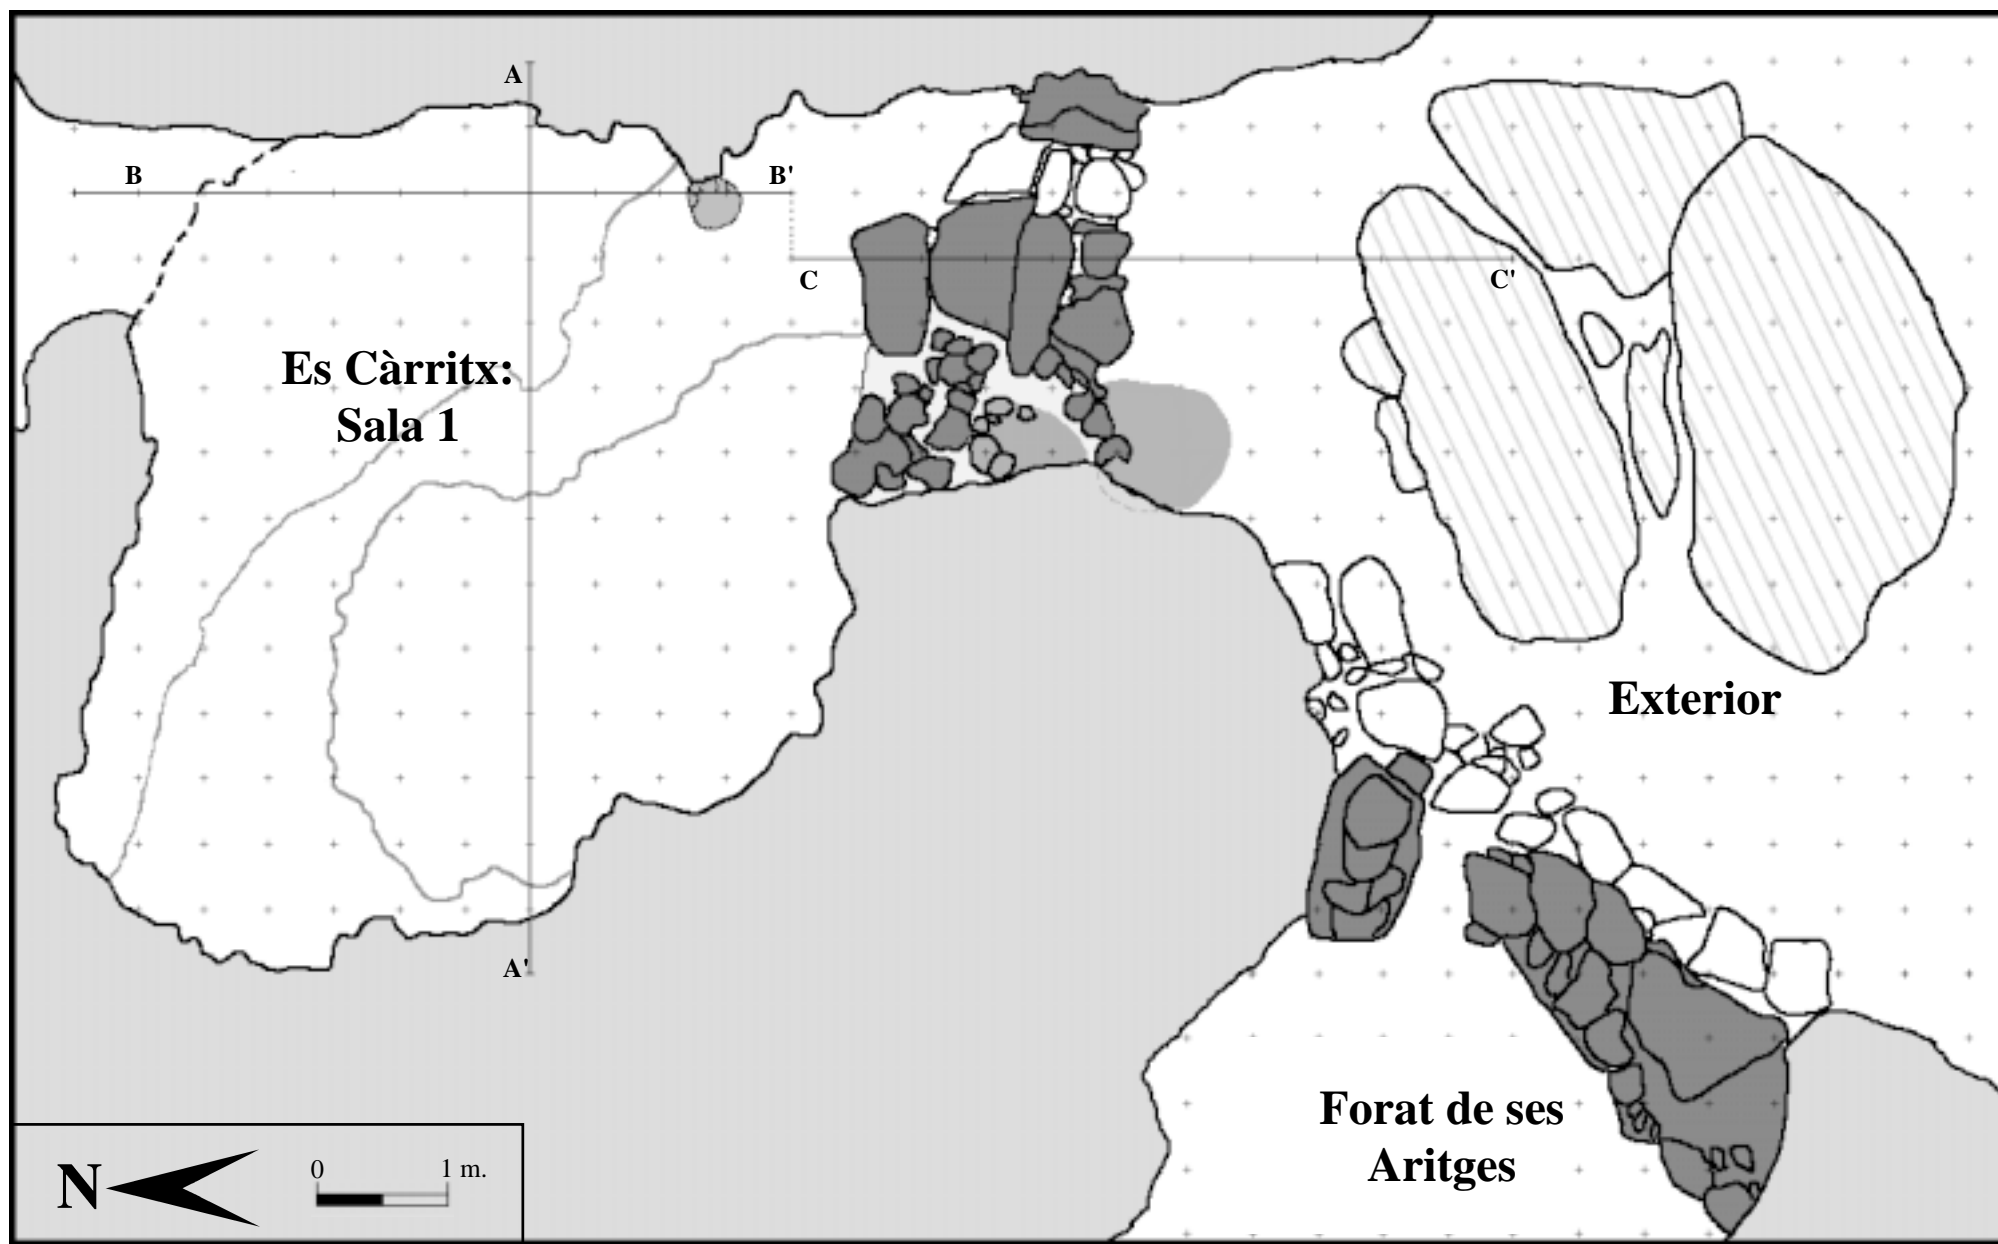 A
B
B'
C
C'
Es Càrritx:
Sala 1
Exterior
A'
Forat de ses
Aritges
N
0 1 m.